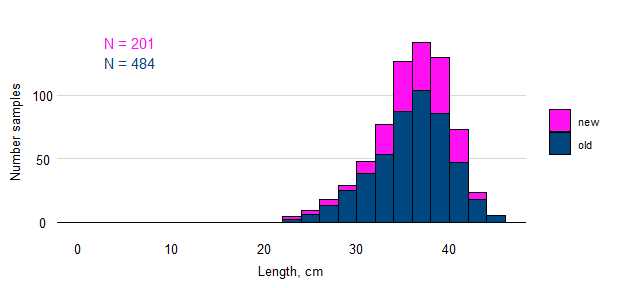 N = 201
N = 484
Number samples
100
50
0
0 10 20 30 40
Length, cm
new
old